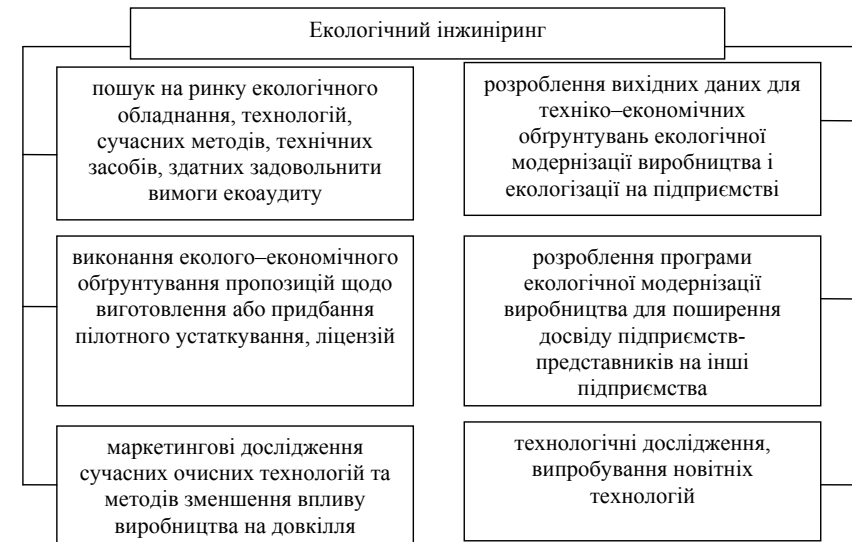 Екологічний інжиніринг
пошук на ринку екологічного
обладнання, технологій,
сучасних методів, технічних
засобів, здатних задовольнити
вимоги екоаудиту
розроблення вихідних даних для
техніко–економічних
обґрунтувань екологічної
модернізації виробництва і
екологізації на підприємстві
виконання еколого–економічного
обґрунтування пропозицій щодо
виготовлення або придбання
пілотного устаткування, ліцензій
розроблення програми
екологічної модернізації
виробництва для поширення
досвіду підприємств-
представників на інші
підприємства
маркетингові дослідження
сучасних очисних технологій та
методів зменшення впливу
виробництва на довкілля
технологічні дослідження,
випробування новітніх
технологій